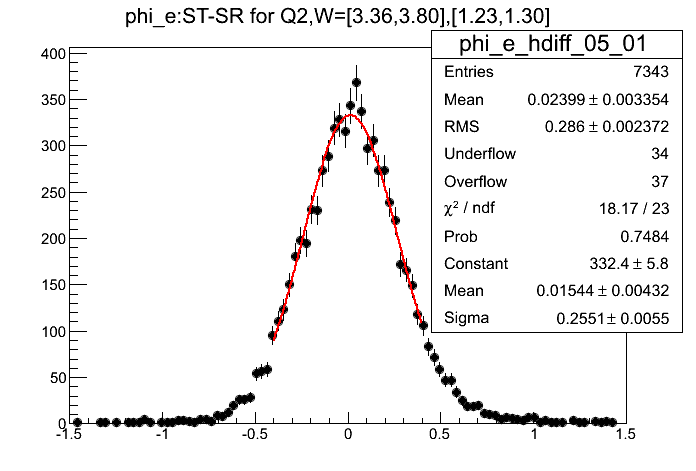 phi_e:ST-SR for Q2,W=[3.36,3.80],[1.23,1.30]
phi_e_hdiff_05_01
Entries 7343
Mean 0.02399 ± 0.003354
RMS 0.286 ± 0.002372
Underflow 34
Overflow 37
χ² / ndf 18.17 / 23
Prob 0.7484
Constant 332.4 ± 5.8
Mean 0.01544 ± 0.00432
Sigma 0.2551 ± 0.0055
400
350
300
250
200
150
100
50
0
-1.5 -1 -0.5 0 0.5 1 1.5